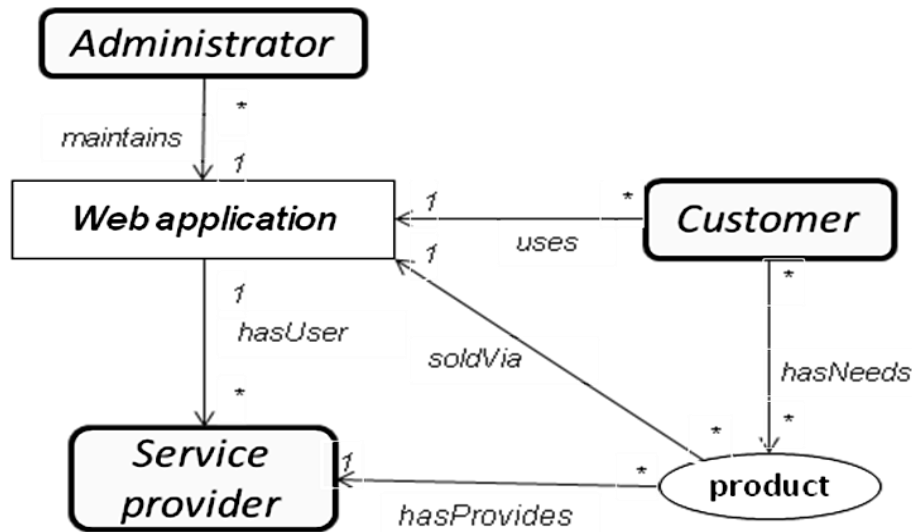 Administrator
*
maintains
1
Web application
1
*
Customer
uses
1
1
*
hasUser
soldVia
hasNeeds
*
*
*
Service
provider
1
*
product
hasProvides